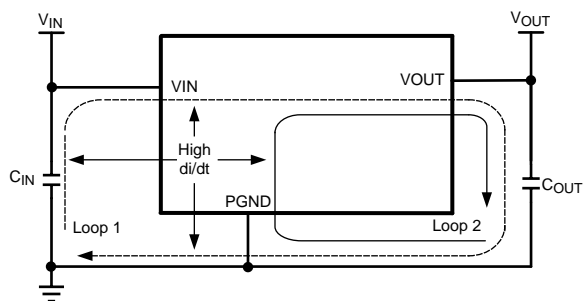 VIN
VOUT
VIN
VOUT
High
di/dt
CIN
COUT
PGND
Loop 1
Loop 2